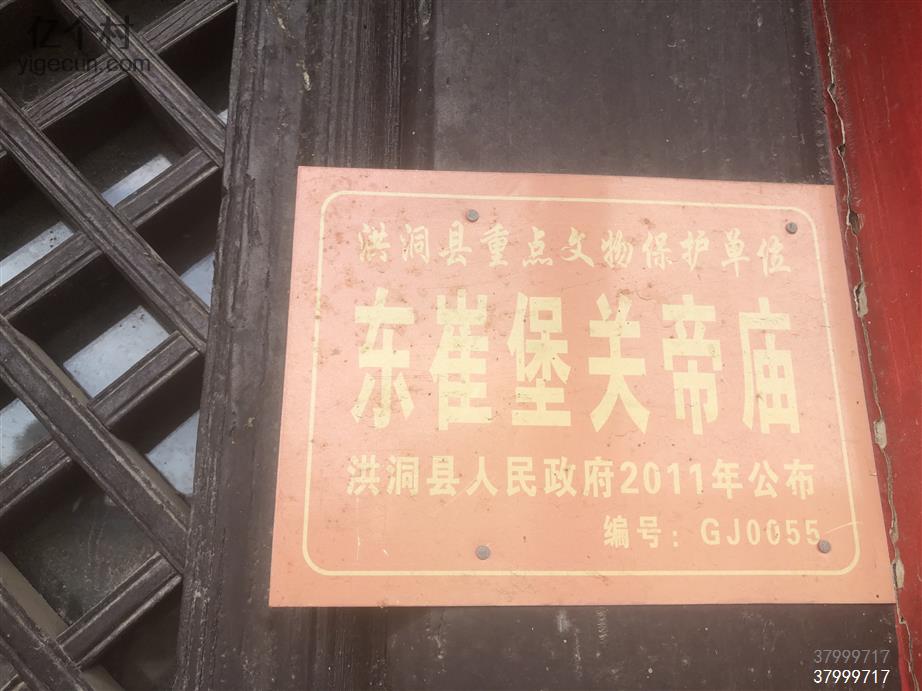 亿个村
yigecun.com
洪洞县重点文物保护单位
东崔堡关帝庙
洪洞县人民政府2011年公布
编号：GJ0055
37999717
37999717